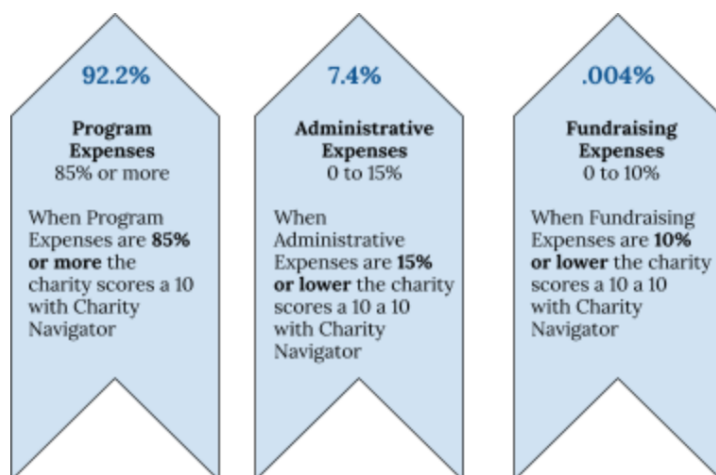 92.2%
Program
Expenses
85% or more
When Program
Expenses are 85%
or more the
charity scores a 10
with Charity
Navigator
7.4%
Administrative
Expenses
0 to 15%
When
Administrative
Expenses are 15%
or lower the charity
scores a 10 a 10
with Charity
Navigator
.004%
Fundraising
Expenses
0 to 10%
When Fundraising
Expenses are 10%
or lower the charity
scores a 10 a 10
with Charity
Navigator